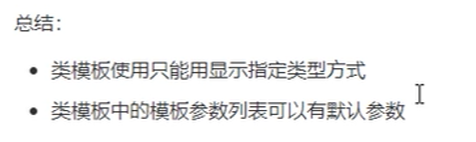 总结：
类模板使用只能用显示指定类型方式
类模板中的模板参数列表可以有默认参数